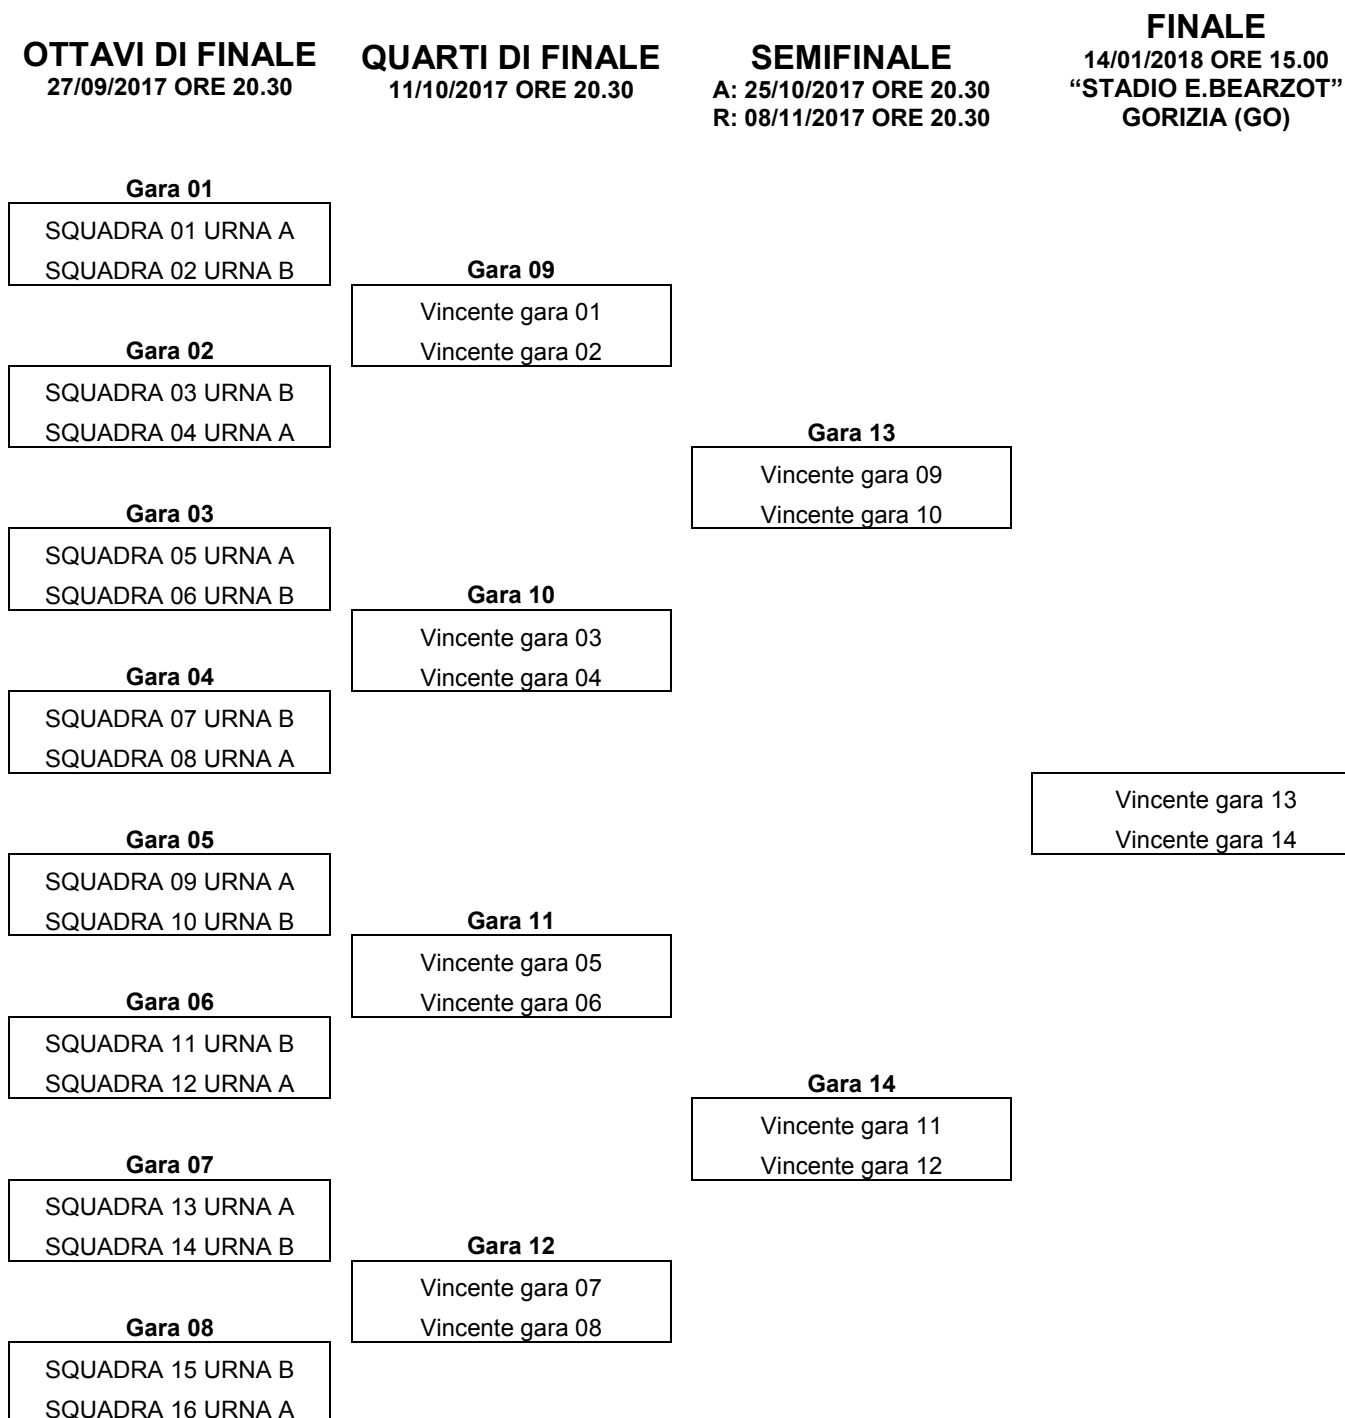 OTTAVI DI FINALE
27/09/2017 ORE 20.30
QUARTI DI FINALE
11/10/2017 ORE 20.30
SEMIFINALE
A: 25/10/2017 ORE 20.30
R: 08/11/2017 ORE 20.30
FINALE
14/01/2018 ORE 15.00
“STADIO E.BEARZOT”
GORIZIA (GO)
Gara 01
SQUADRA 01 URNA A
SQUADRA 02 URNA B
Gara 02
SQUADRA 03 URNA B
SQUADRA 04 URNA A
Gara 03
SQUADRA 05 URNA A
SQUADRA 06 URNA B
Gara 04
SQUADRA 07 URNA B
SQUADRA 08 URNA A
Gara 05
SQUADRA 09 URNA A
SQUADRA 10 URNA B
Gara 06
SQUADRA 11 URNA B
SQUADRA 12 URNA A
Gara 07
SQUADRA 13 URNA A
SQUADRA 14 URNA B
Gara 08
SQUADRA 15 URNA B
SQUADRA 16 URNA A
Gara 09
Vincente gara 01
Vincente gara 02
Gara 10
Vincente gara 03
Vincente gara 04
Gara 11
Vincente gara 05
Vincente gara 06
Gara 12
Vincente gara 07
Vincente gara 08
Gara 13
Vincente gara 09
Vincente gara 10
Gara 14
Vincente gara 11
Vincente gara 12
Vincente gara 13
Vincente gara 14